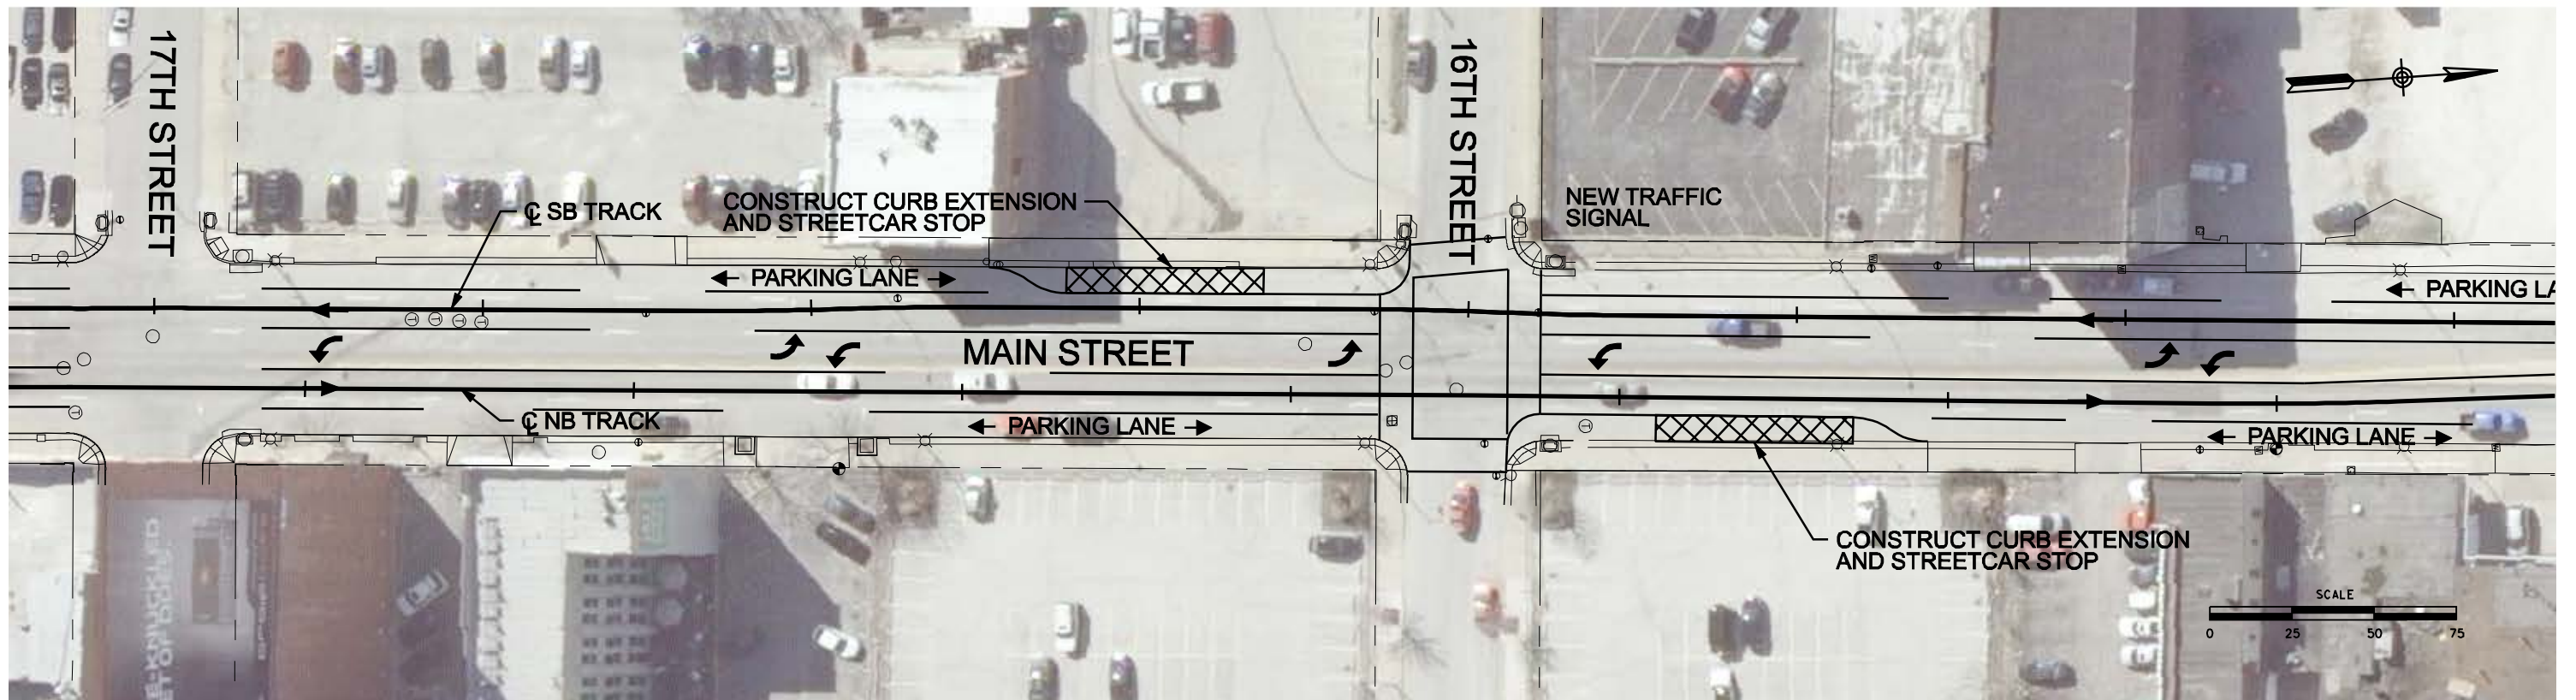 17TH STREET
16TH STREET
CONSTRUCT CURB EXTENSION
AND STREETCAR STOP
NEW TRAFFIC
SIGNAL
℄ SB TRACK
PARKING LANE
PARKING LA
MAIN STREET
℄ NB TRACK
PARKING LANE
PARKING LANE
CONSTRUCT CURB EXTENSION
AND STREETCAR STOP
SCALE
0 25 50 75